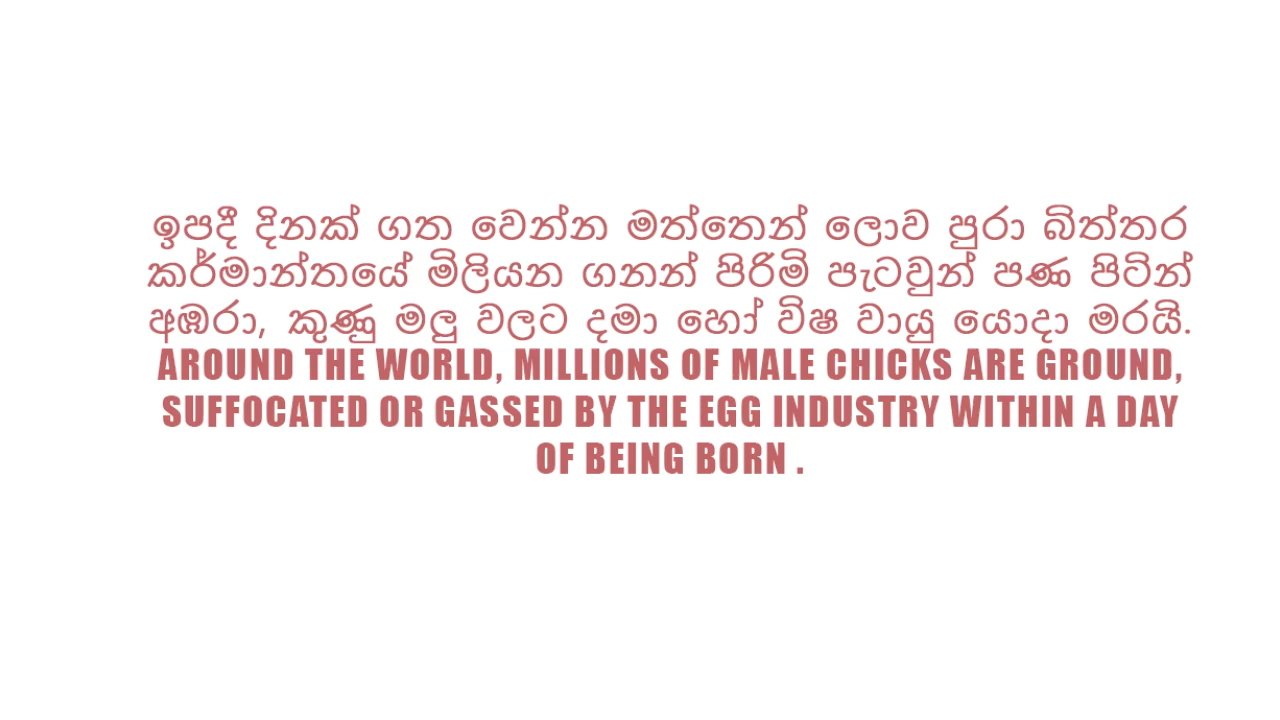 ඉපදී දිනක් ගත වෙන්න මත්තෙන් ලොව පුරා බිත්තර
කර්මාන්තයේ මිලියන ගනන් පිරිමි පැටවුන් පණ පිටින්
අඹරා, කුණු මලු වලට දමා හෝ විෂ වායු යොදා මරයි.
AROUND THE WORLD, MILLIONS OF MALE CHICKS ARE GROUND,
SUFFOCATED OR GASSED BY THE EGG INDUSTRY WITHIN A DAY
OF BEING BORN .